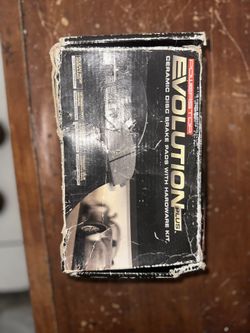 POWERSTOP
EVOLUTION
PLUS
CERAMIC DISC BRAKE PADS WITH HARDWARE KIT.